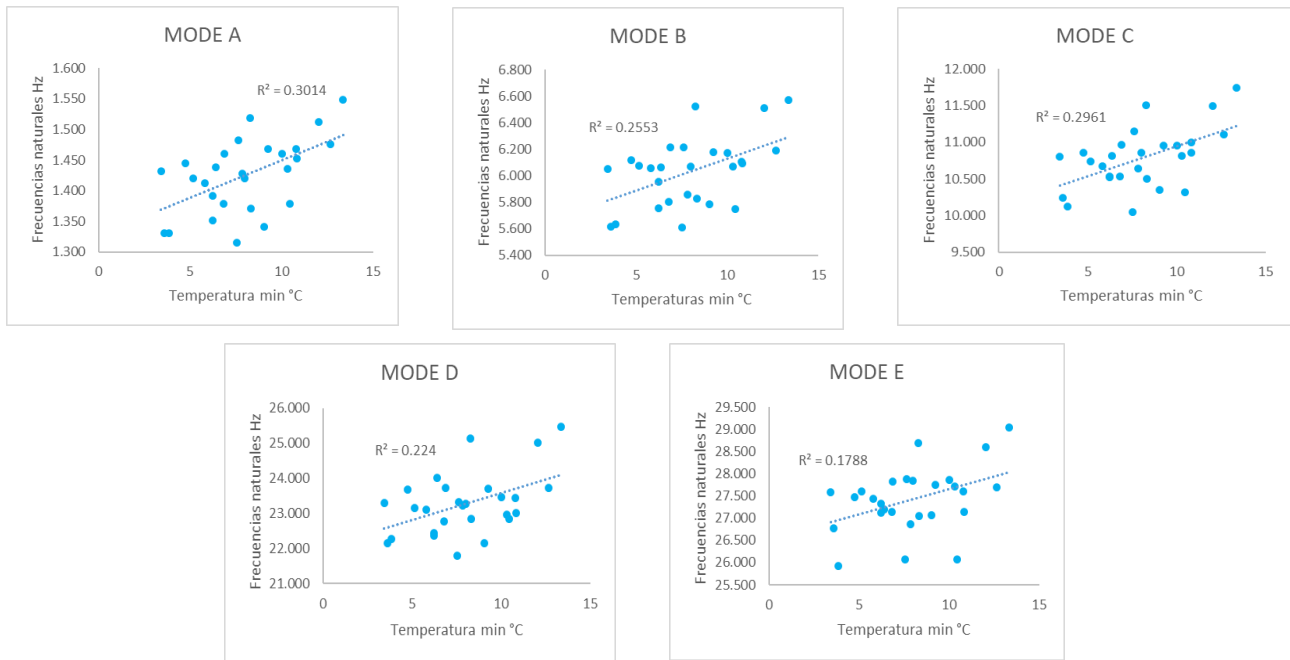 MODE A
1.600
1.550
1.500
1.450
1.400
1.350
1.300
R² = 0.3014
Frecuencias naturales Hz
0
5
10
15
Temperatura min °C
MODE B
6.800
6.600
6.400
6.200
6.000
5.800
5.600
5.400
R² = 0.2553
Frecuencias naturales Hz
0
5
10
15
Temperaturas min °C
MODE C
12.000
11.500
11.000
10.500
10.000
9.500
R² = 0.2961
Frecuencias naturales Hz
0
5
10
15
Temperaturas min °C
MODE D
26.000
25.000
24.000
23.000
22.000
21.000
R² = 0.224
Frecuencias naturales Hz
0
5
10
15
Temperatura min °C
MODE E
29.500
29.000
28.500
28.000
27.500
27.000
26.500
26.000
25.500
R² = 0.1788
Frecuencias naturales Hz
0
5
10
15
Temperatura min °C